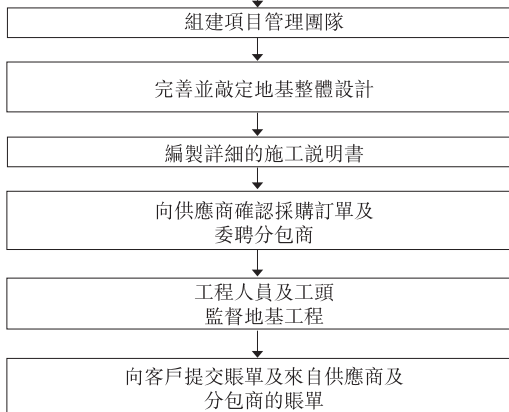 組建項目管理團隊
完善並敲定地基整體設計
編製詳細的施工説明書
向供應商確認採購訂單及
委聘分包商
工程人員及工頭
監督地基工程
向客戶提交賬單及來自供應商及
分包商的賬單